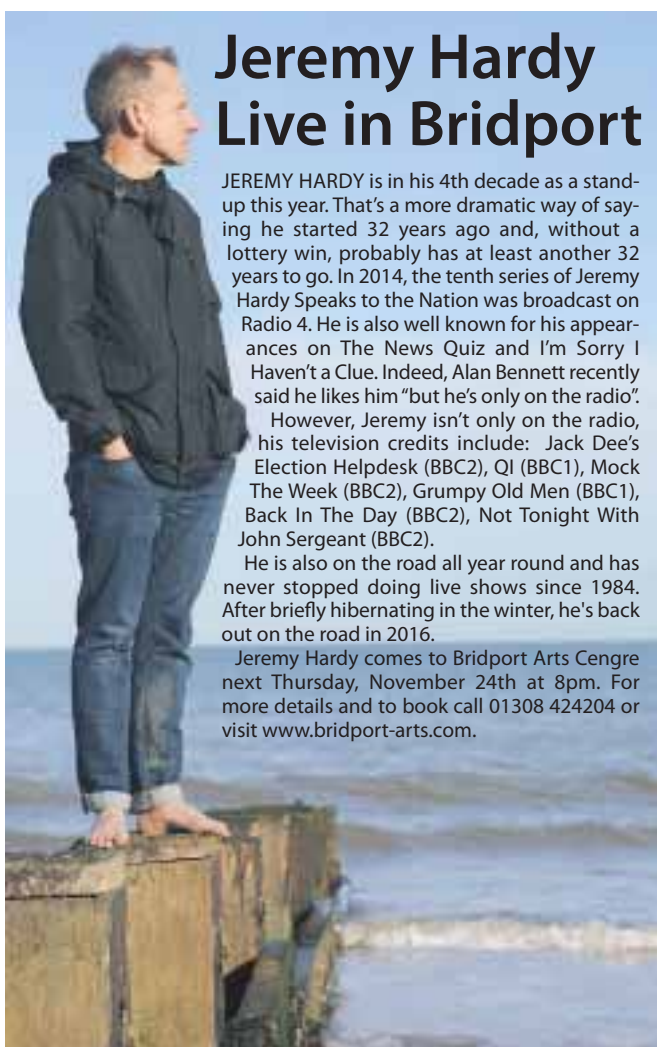 Jeremy Hardy
Live in Bridport
JEREMY HARDY is in his 4th decade as a stand-
up this year. That’s a more dramatic way of say-
ing he started 32 years ago and, without a
lottery win, probably has at least another 32
years to go. In 2014, the tenth series of Jeremy
Hardy Speaks to the Nation was broadcast on
Radio 4. He is also well known for his appear-
ances on The News Quiz and I’m Sorry I
Haven’t a Clue. Indeed, Alan Bennett recently
said he likes him “but he’s only on the radio”.
However, Jeremy isn’t only on the radio,
his television credits include: Jack Dee’s
Election Helpdesk (BBC2), QI (BBC1), Mock
The Week (BBC2), Grumpy Old Men (BBC1),
Back In The Day (BBC2), Not Tonight With
John Sergeant (BBC2).
He is also on the road all year round and has
never stopped doing live shows since 1984.
After briefly hibernating in the winter, he's back
out on the road in 2016.
Jeremy Hardy comes to Bridport Arts Cengre
next Thursday, November 24th at 8pm. For
more details and to book call 01308 424204 or
visit www.bridport-arts.com.